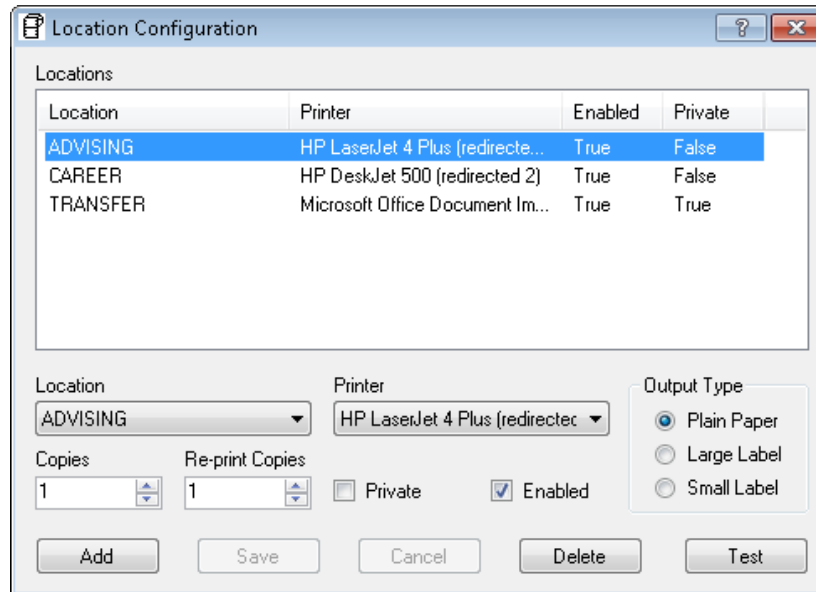 Location Configuration
Locations
Location Printer Enabled Private
ADVISING HP LaserJet 4 Plus (redirecte... True False
CAREER HP DeskJet 500 (redirected 2) True False
TRANSFER Microsoft Office Document Im... True True
Location Printer Output Type
ADVISING HP LaserJet 4 Plus (redirected Plain Paper
Copies Re-print Copies Large Label
1 1 Private Enabled Small Label
Add Save Cancel Delete Test